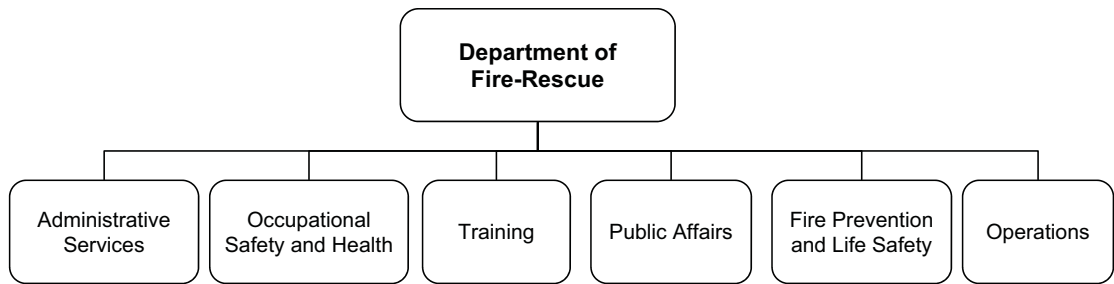 Department of
Fire-Rescue
Administrative
Services
Occupational
Safety and Health
Training
Public Affairs
Fire Prevention
and Life Safety
Operations